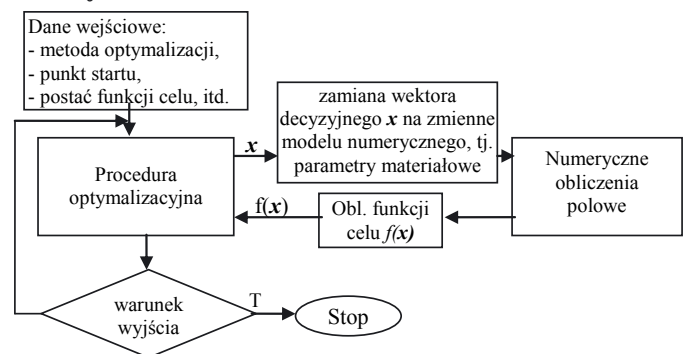 Dane wejściowe:
- metoda optymalizacji,
- punkt startu,
- postać funkcji celu, itd.
zamiana wektora
decyzyjnego x na zmienne
modelu numerycznego, tj.
parametry materiałowe
x
Procedura
optymalizacyjna
Numeryczne
obliczenia
polowe
f(x)
Obl. funkcji
celu f(x)
warunek
wyjścia
T
Stop